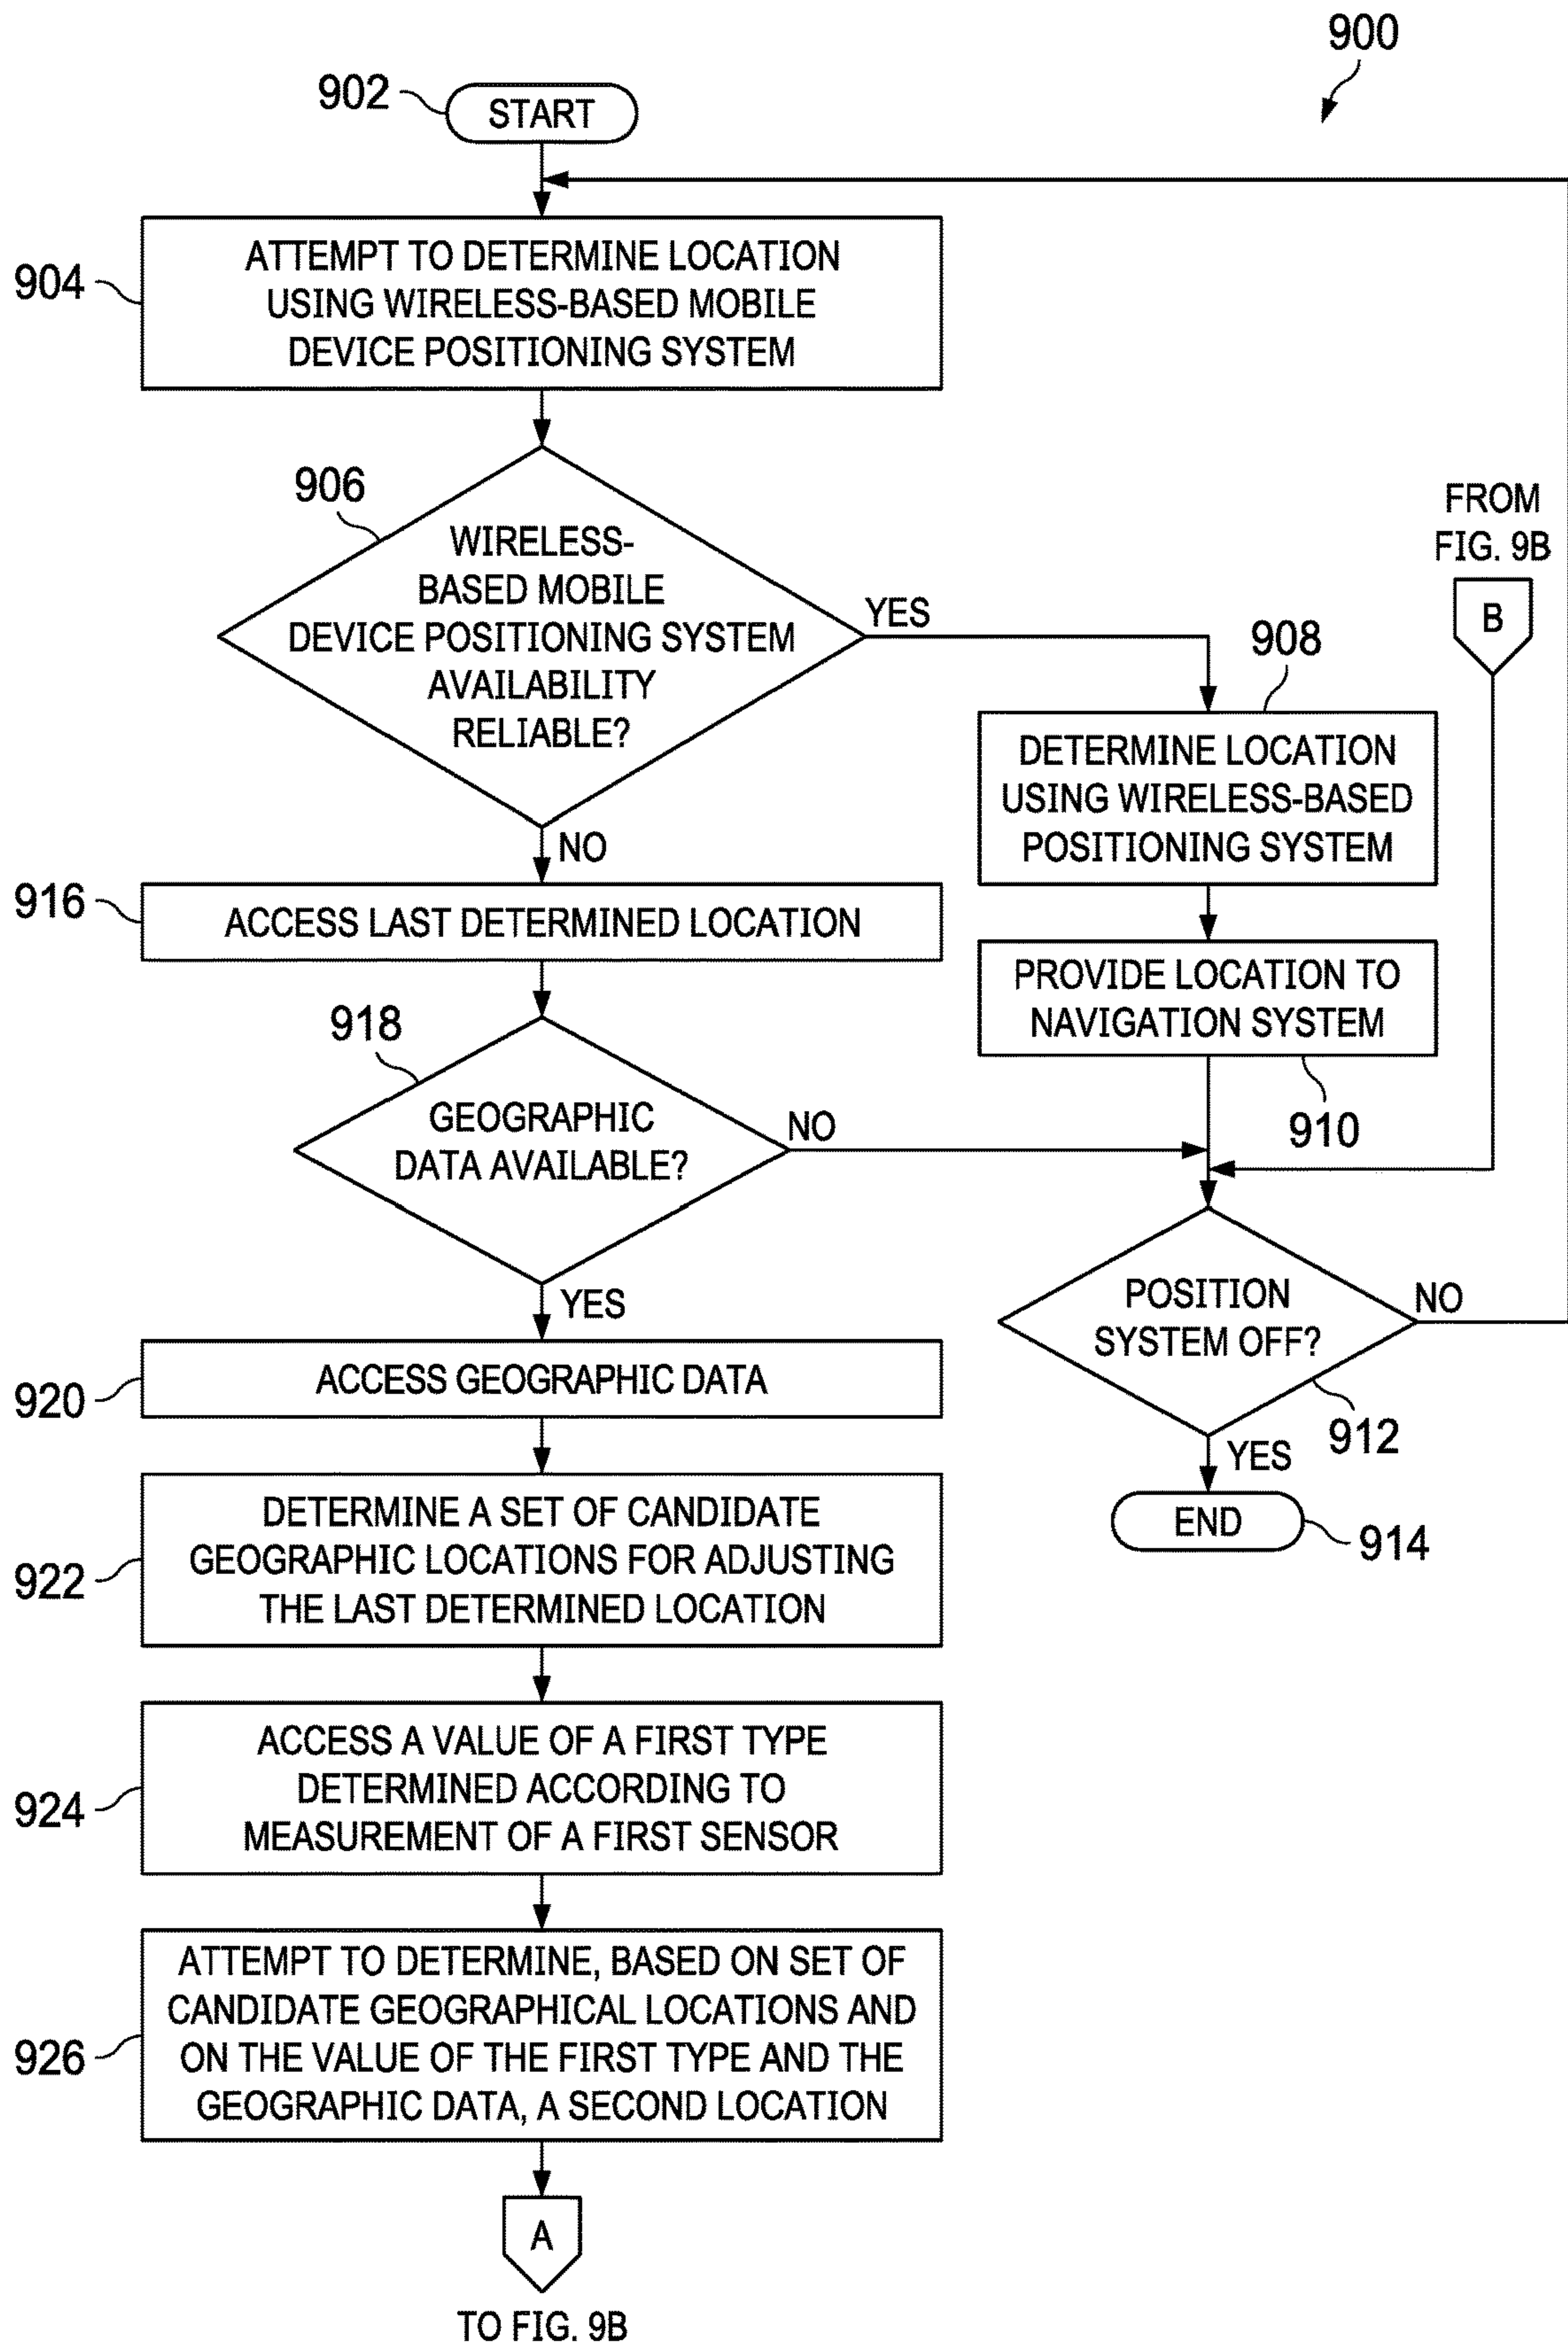 900
902
START
904
ATTEMPT TO DETERMINE LOCATION
USING WIRELESS-BASED MOBILE
DEVICE POSITIONING SYSTEM
906
WIRELESS-
BASED MOBILE
DEVICE POSITIONING SYSTEM
AVAILABILITY
RELIABLE?
YES
NO
FROM
FIG. 9B
B
908
DETERMINE LOCATION
USING WIRELESS-BASED
POSITIONING SYSTEM
916
ACCESS LAST DETERMINED LOCATION
PROVIDE LOCATION TO
NAVIGATION SYSTEM
910
918
GEOGRAPHIC
DATA AVAILABLE?
NO
YES
POSITION
SYSTEM OFF?
NO
912
YES
END
914
920
ACCESS GEOGRAPHIC DATA
922
DETERMINE A SET OF CANDIDATE
GEOGRAPHIC LOCATIONS FOR ADJUSTING
THE LAST DETERMINED LOCATION
924
ACCESS A VALUE OF A FIRST TYPE
DETERMINED ACCORDING TO
MEASUREMENT OF A FIRST SENSOR
926
ATTEMPT TO DETERMINE, BASED ON SET OF
CANDIDATE GEOGRAPHICAL LOCATIONS AND
ON THE VALUE OF THE FIRST TYPE AND THE
GEOGRAPHIC DATA, A SECOND LOCATION
A
TO FIG. 9B